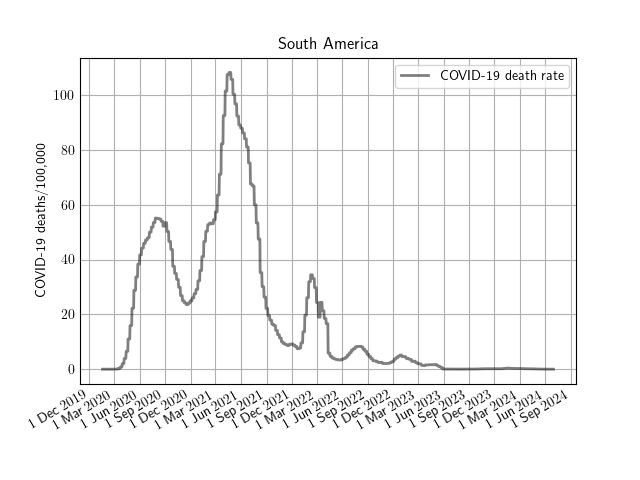 South America
COVID-19 death rate
COVID-19 deaths/100,000
100
80
60
40
20
0
1 Dec 2019
1 Mar 2020
1 Jun 2020
1 Sep 2020
1 Dec 2020
1 Mar 2021
1 Jun 2021
1 Sep 2021
1 Dec 2021
1 Mar 2022
1 Jun 2022
1 Sep 2022
1 Dec 2022
1 Mar 2023
1 Jun 2023
1 Sep 2023
1 Dec 2023
1 Mar 2024
1 Jun 2024
1 Sep 2024